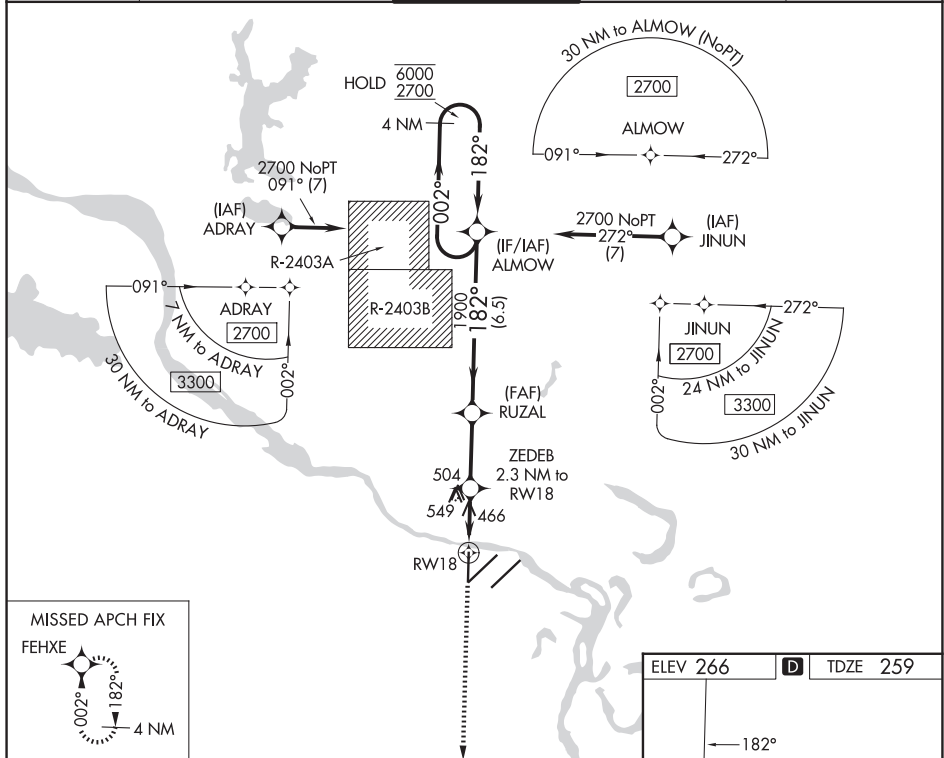 30 NM to ALMOW (NoPT)
2700
ALMOW
091°
272°
HOLD
6000
2700
4 NM
182°
002°
2700 NoPT
091° (7)
(IAF)
ADRAY
R-2403A
R-2403B
(IF/IAF)
ALMOW
2700 NoPT
272°
(7)
(IAF)
JINUN
1900
182°
(6.5)
091°
ADRAY
2700
7 NM to ADRAY
3300
30 NM to ADRAY
002°
272°
JINUN
2700
24 NM to JINUN
3300
002°
30 NM to JINUN
(FAF)
RUZAL
ZEDEB
2.3 NM to
RW18
504
549
466
RW18
MISSED APCH FIX
FEHXE
002°
182°
4 NM
ELEV 266 D TDZE 259
182°